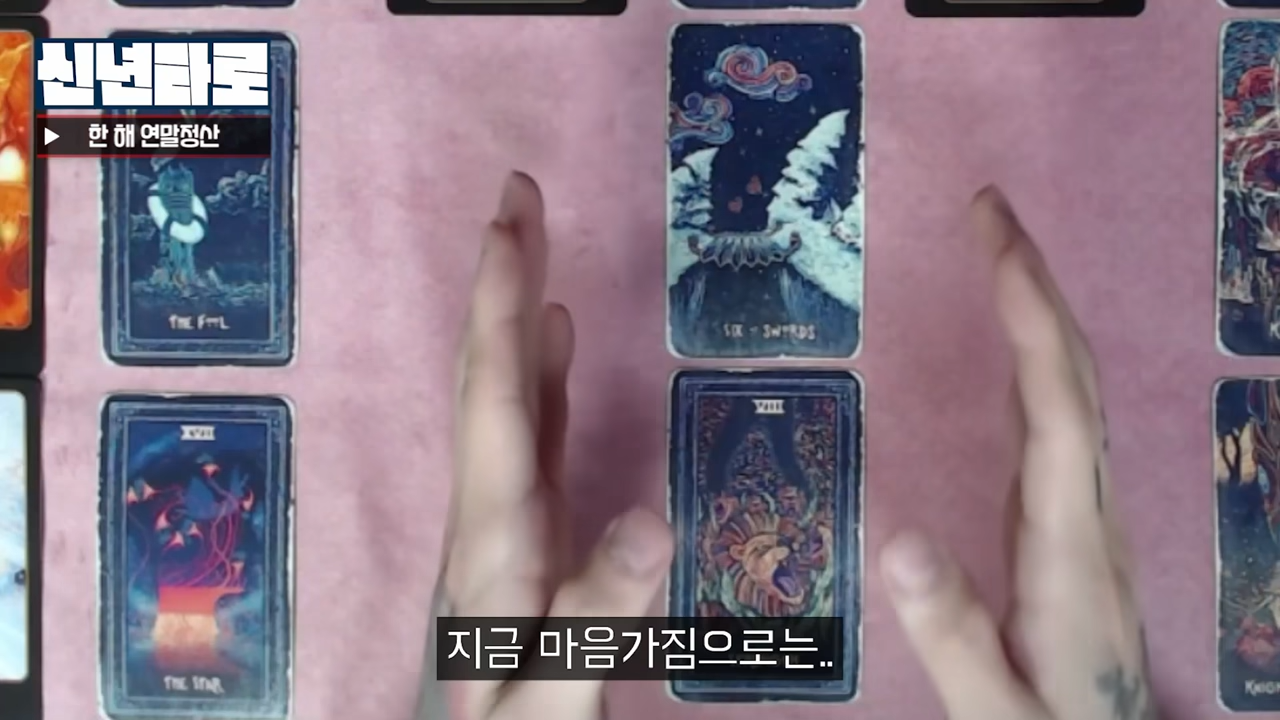 신년타로
한 해 연말정산
THE FOOL
SIX OF SWORDS
XVII
VIII
THE STAR
지금 마음가짐으로는..